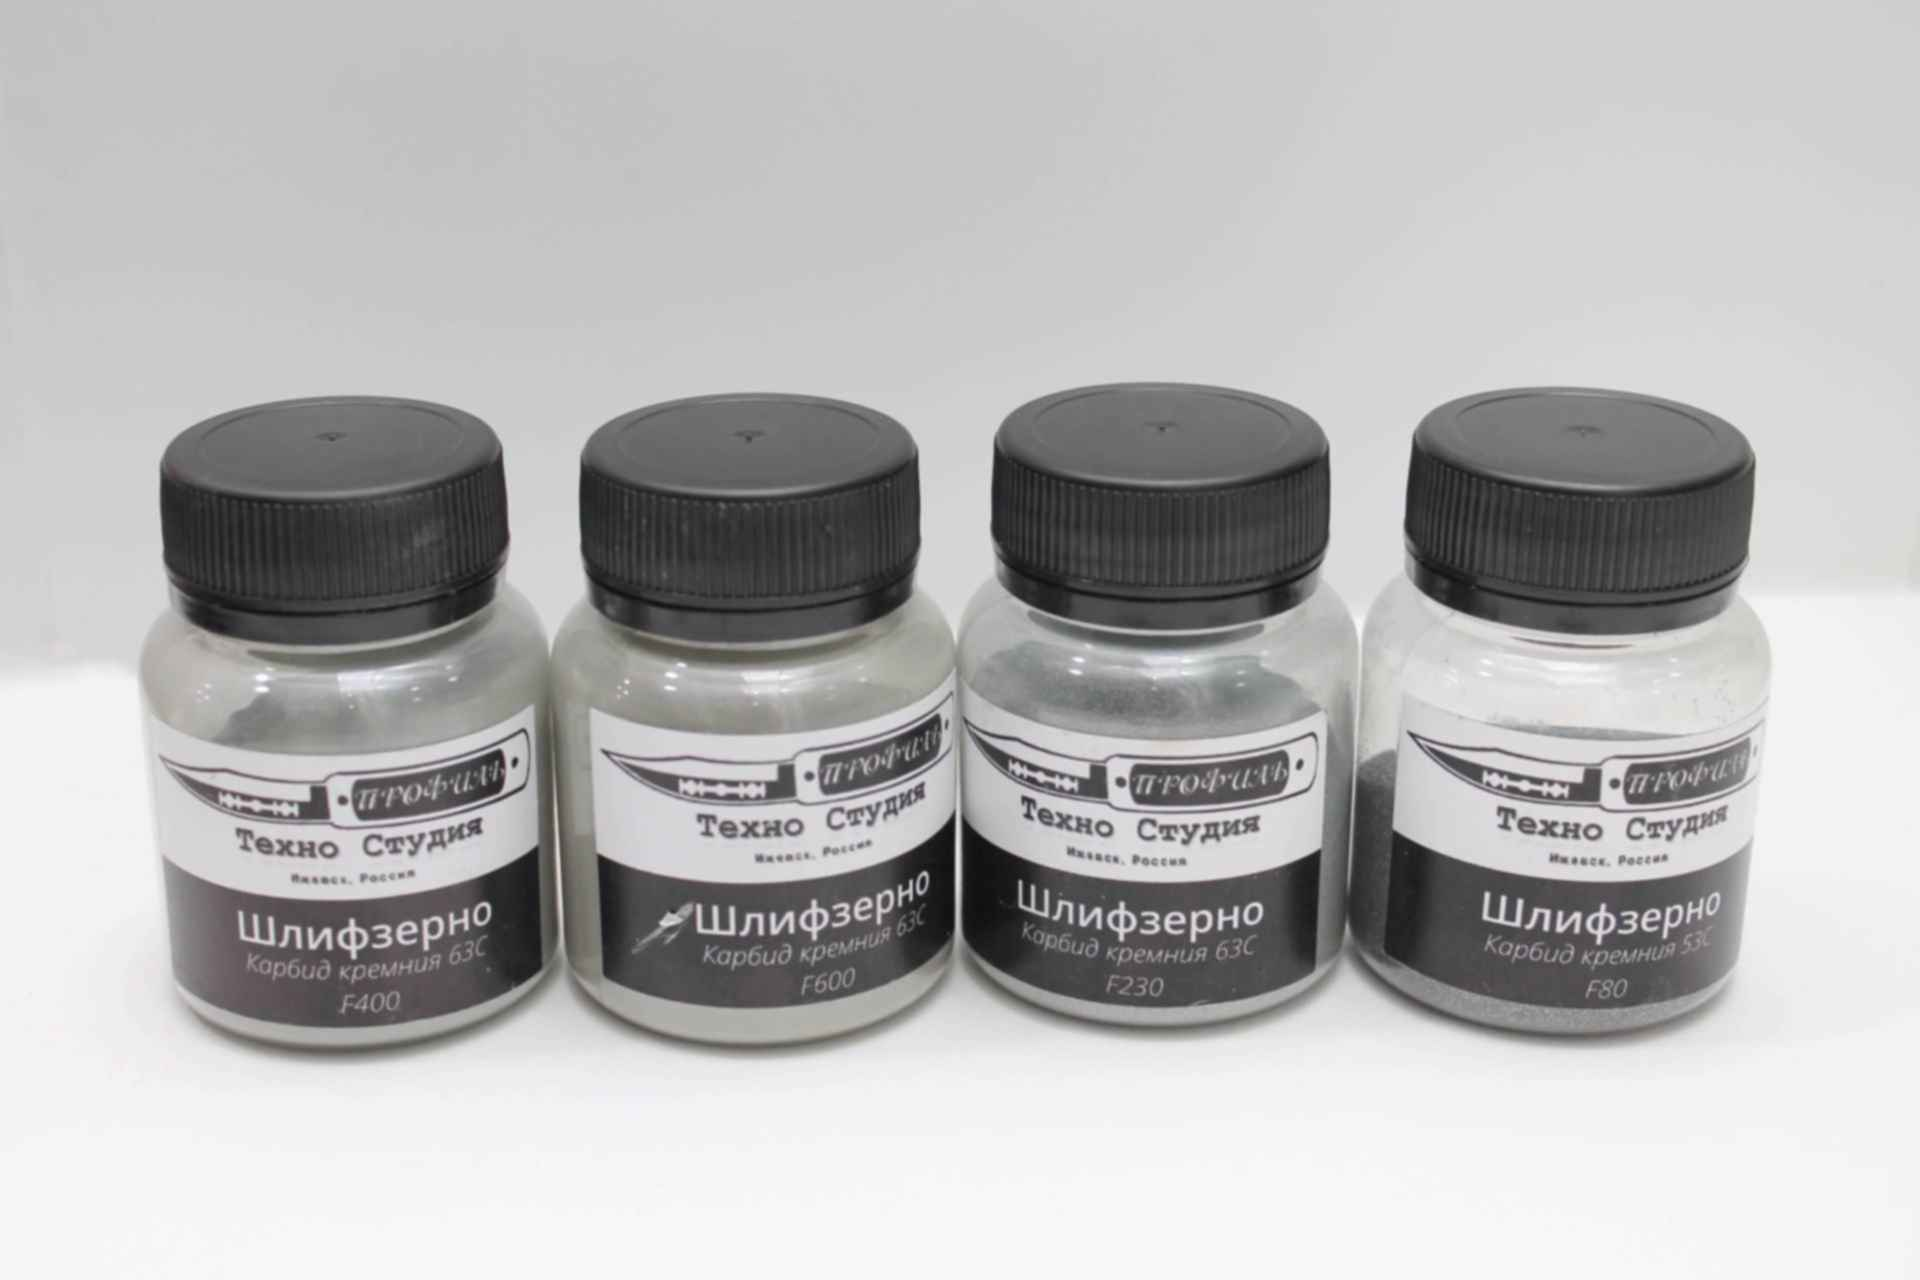 ПРОФИЛЬ
Техно Студия
Ижевск, Россия
Шлифзерно
Карбид кремния 63С
F400
ПРОФИЛЬ
Техно Студия
Ижевск, Россия
Шлифзерно
Карбид кремния 63С
F600
ПРОФИЛЬ
Техно Студия
Ижевск, Россия
Шлифзерно
Карбид кремния 63С
F230
ПРОФИЛЬ
Техно Студия
Ижевск, Россия
Шлифзерно
Карбид кремния 53С
F80